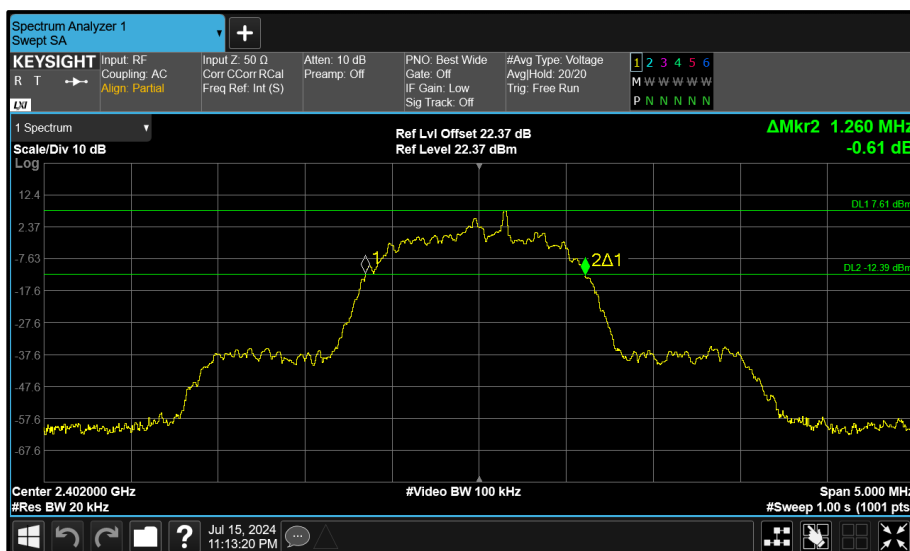 Spectrum Analyzer 1
Swept SA
+
KEYSIGHT Input: RF Input Z: 50 Ω Atten: 10 dB PNO: Best Wide #Avg Type: Voltage 1 2 3 4 5 6
R T Coupling: AC Corr CCorr RCal Preamp: Off Gate: Off Avg|Hold: 20/20 M W W W W W
Align: Partial Freq Ref: Int (S) IF Gain: Low Trig: Free Run
LXI Sig Track: Off P N N N N N
1 Spectrum Ref Lvl Offset 22.37 dB ΔMkr2 1.260 MHz
Scale/Div 10 dB Ref Level 22.37 dBm -0.61 dB
Log
12.4
DL1 7.61 dBm
2.37
-7.63
1
2Δ1
DL2 -12.39 dBm
-17.6
-27.6
-37.6
-47.6
-57.6
-67.6
Center 2.402000 GHz #Video BW 100 kHz Span 5.000 MHz
#Res BW 20 kHz #Sweep 1.00 s (1001 pts
?
Jul 15, 2024
11:13:20 PM